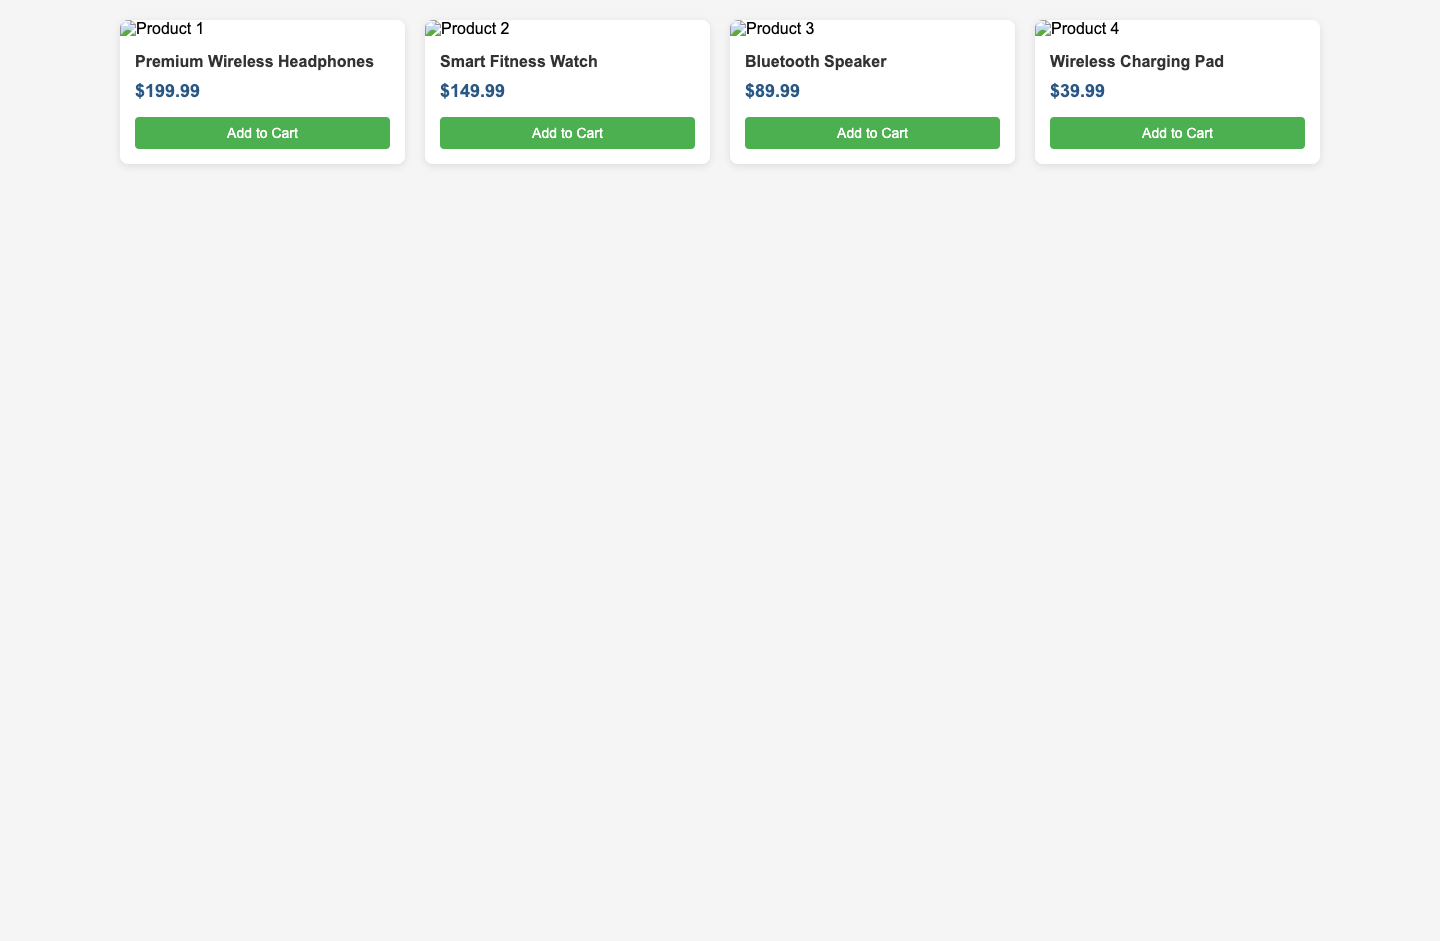 Product 1
Premium Wireless Headphones
$199.99
Add to Cart
Product 2
Smart Fitness Watch
$149.99
Add to Cart
Product 3
Bluetooth Speaker
$89.99
Add to Cart
Product 4
Wireless Charging Pad
$39.99
Add to Cart